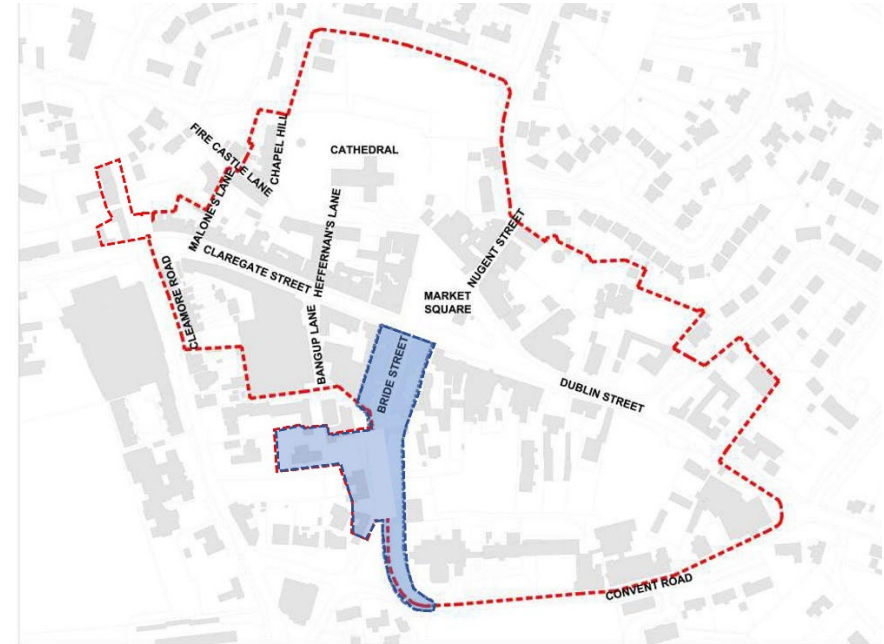 FIRE CASTLE LANE
CHAPEL HILL
CATHEDRAL
MALONE'S LANE
HEFFERNAN'S LANE
NUGENT STREET
CLAREGATE STREET
CLEAMORE ROAD
MARKET
SQUARE
BANGUP LANE
BRIDE STREET
DUBLIN STREET
CONVENT ROAD